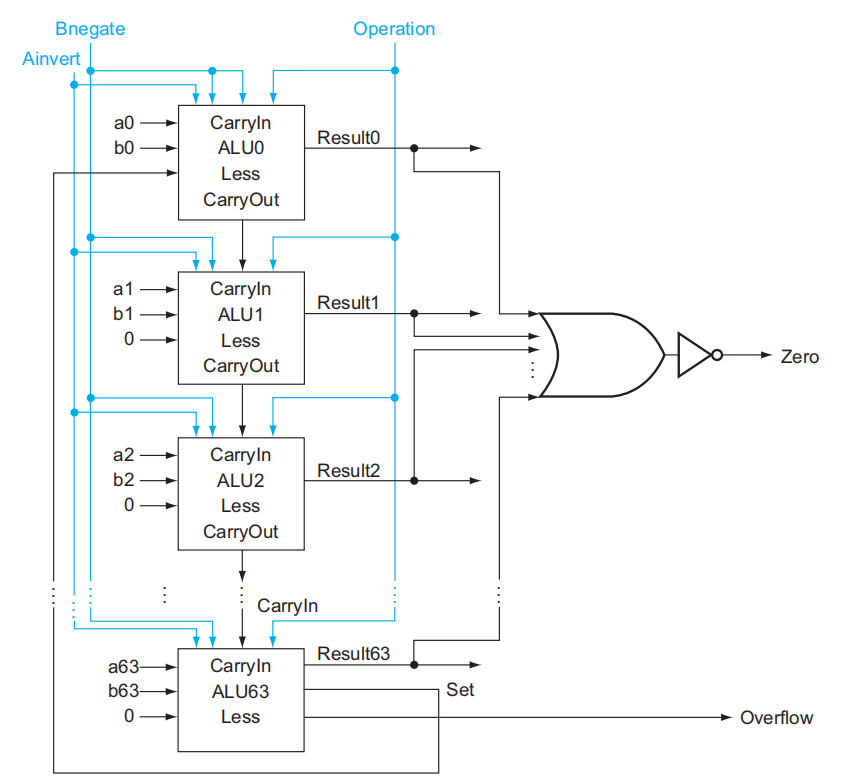 Bnegate
Operation
Ainvert
a0
b0
CarryIn
ALU0
Less
CarryOut
Result0
a1
b1
0
CarryIn
ALU1
Less
CarryOut
Result1
Zero
a2
b2
0
CarryIn
ALU2
Less
CarryOut
Result2
CarryIn
a63
b63
0
CarryIn
ALU63
Less
Result63
Set
Overflow